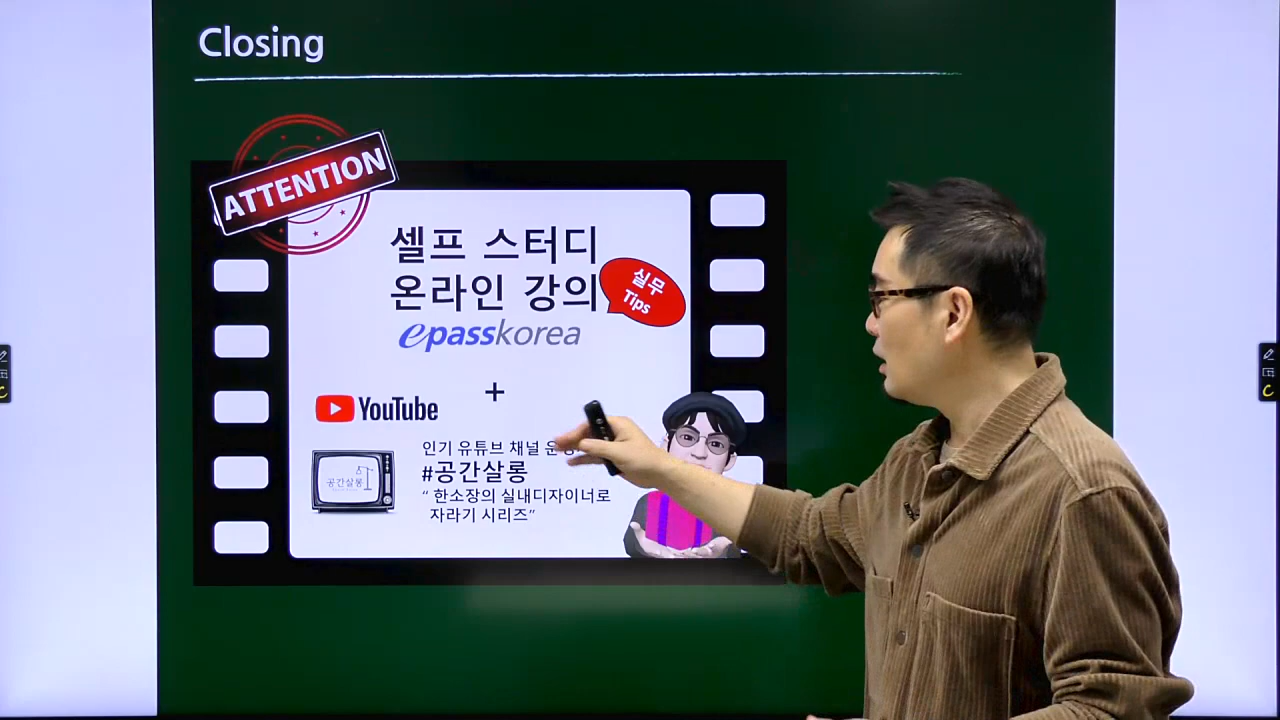 Closing
ATTENTION
셀프 스터디
온라인 강의
실무
Tips
epasskorea
+
YouTube
인기 유튜브 채널
#공간살롱
공간살롱
“ 한소장의 실내디자이너로
자라기 시리즈”